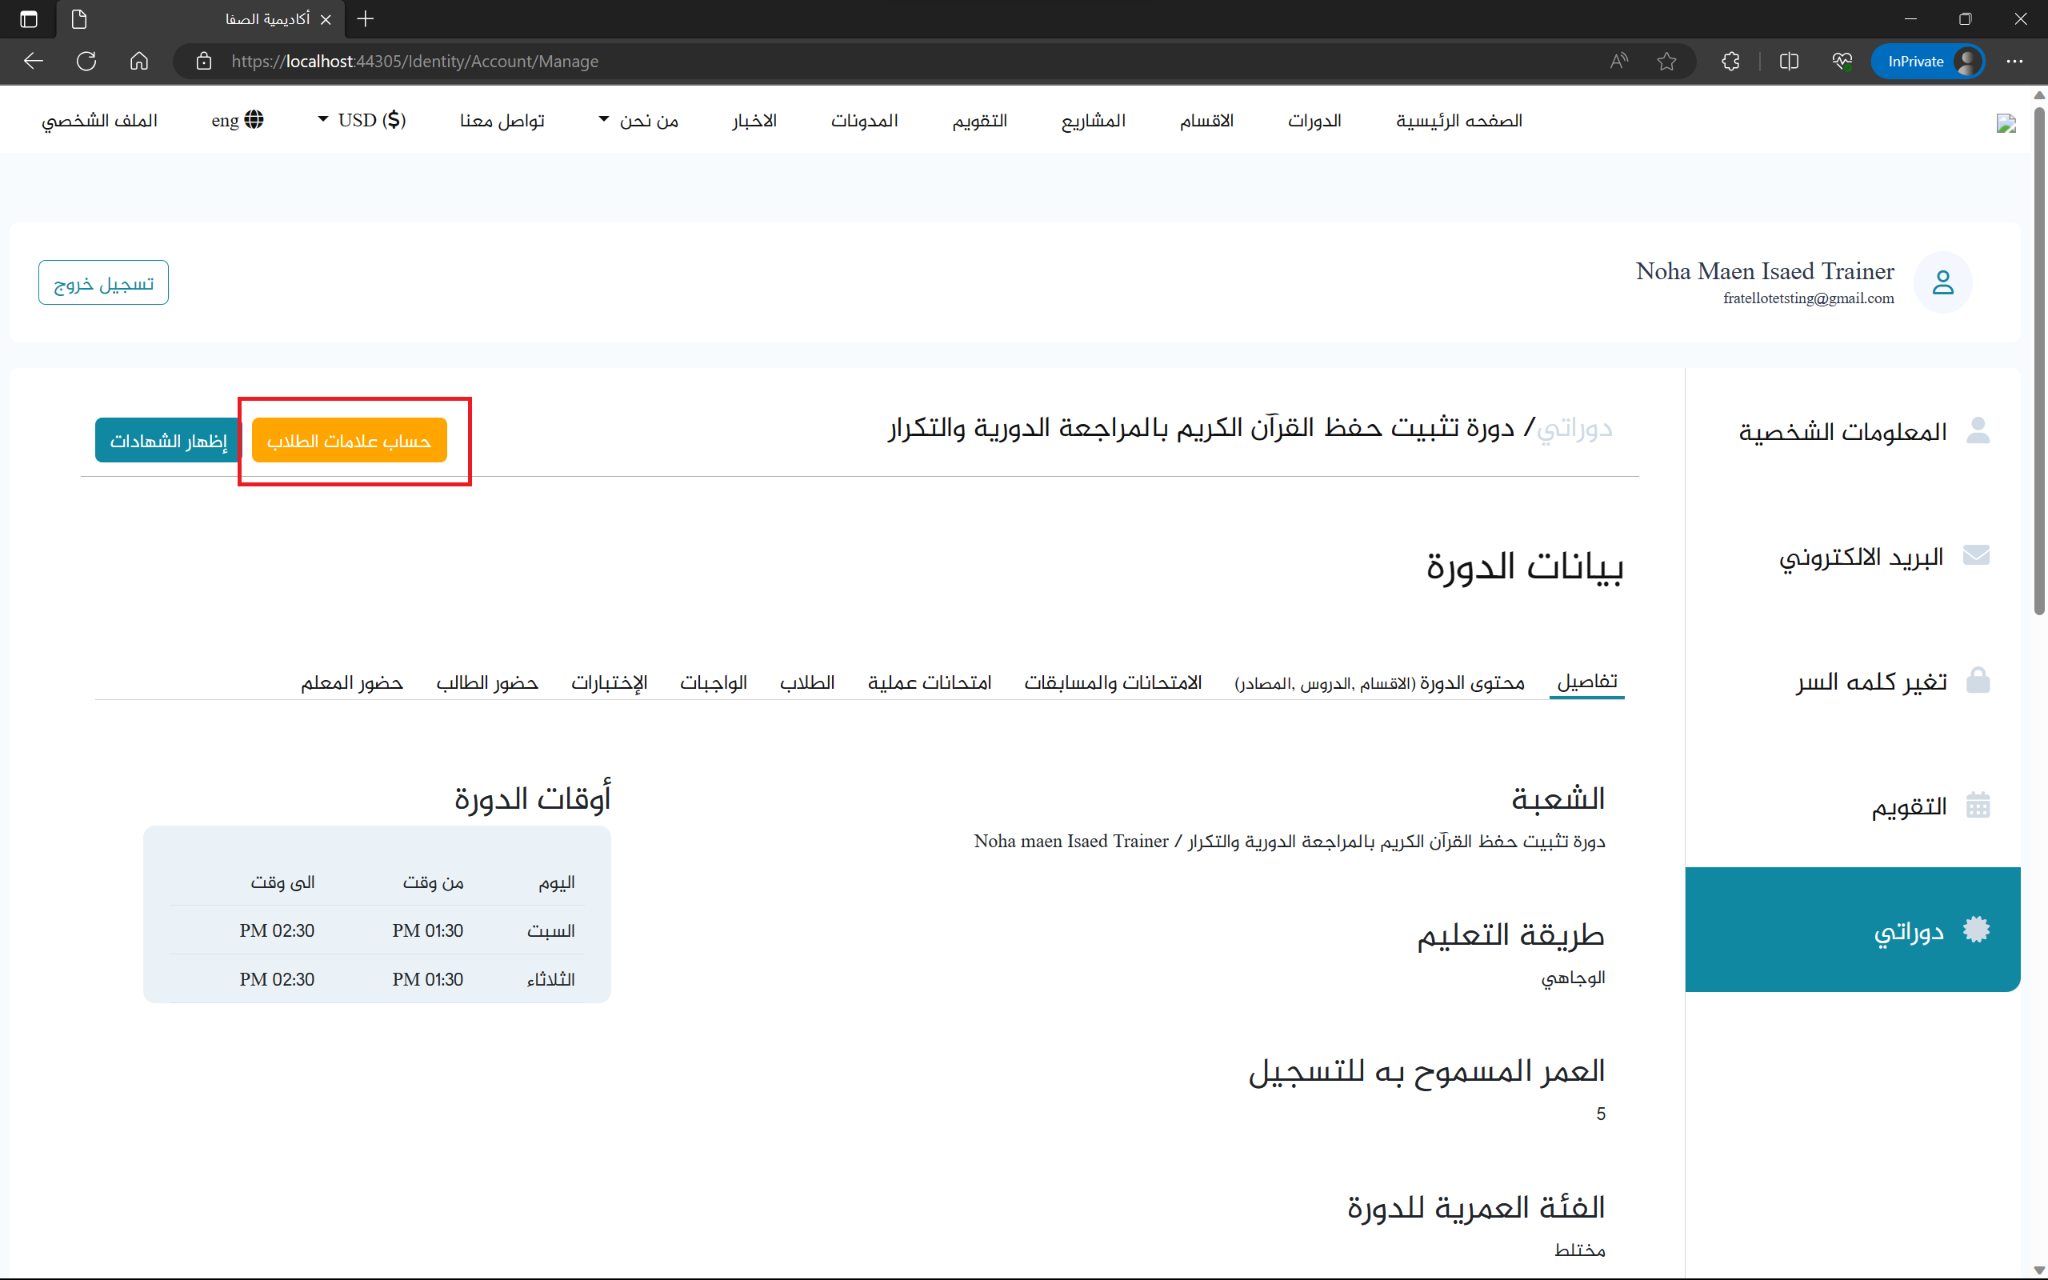 أكاديمية الصفا
https://localhost:44305/Identity/Account/Manage
InPrivate
الصفحه الرئيسية
الدورات
الاقسام
المشاريع
التقويم
المدونات
الاخبار
من نحن
تواصل معنا
USD ($)
eng
الملف الشخصي
Noha Maen Isaed Trainer
fratellotetsting@gmail.com
تسجيل خروج
المعلومات الشخصية
البريد الالكتروني
تغير كلمه السر
التقويم
دوراتي
دوراتي/ دورة تثبيت حفظ القرآن الكريم بالمراجعة الدورية والتكرار
حساب علامات الطلاب
إظهار الشهادات
بيانات الدورة
تفاصيل
محتوى الدورة (الاقسام ,الدروس ,المصادر)
الامتحانات والمسابقات
امتحانات عملية
الطلاب
الواجبات
الإختبارات
حضور الطالب
حضور المعلم
الشعبة
دورة تثبيت حفظ القرآن الكريم بالمراجعة الدورية والتكرار / Noha maen Isaed Trainer
طريقة التعليم
الوجاهي
العمر المسموح به للتسجيل
5
الفئة العمرية للدورة
مختلط
أوقات الدورة
اليوم من وقت الى وقت
السبت 01:30 PM 02:30 PM
الثلاثاء 01:30 PM 02:30 PM